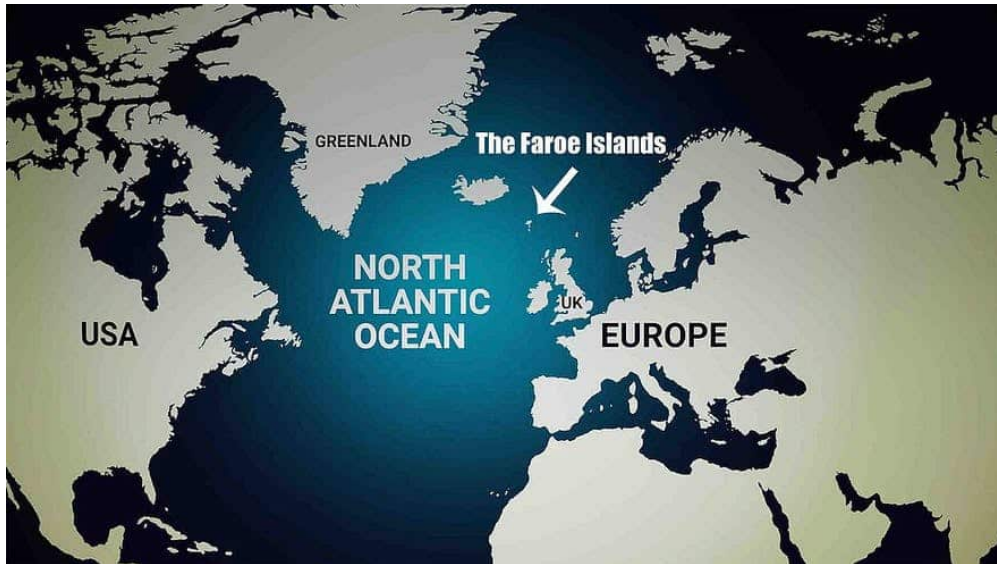 GREENLAND
The Faroe Islands
NORTH
ATLANTIC
OCEAN
UK
USA
EUROPE